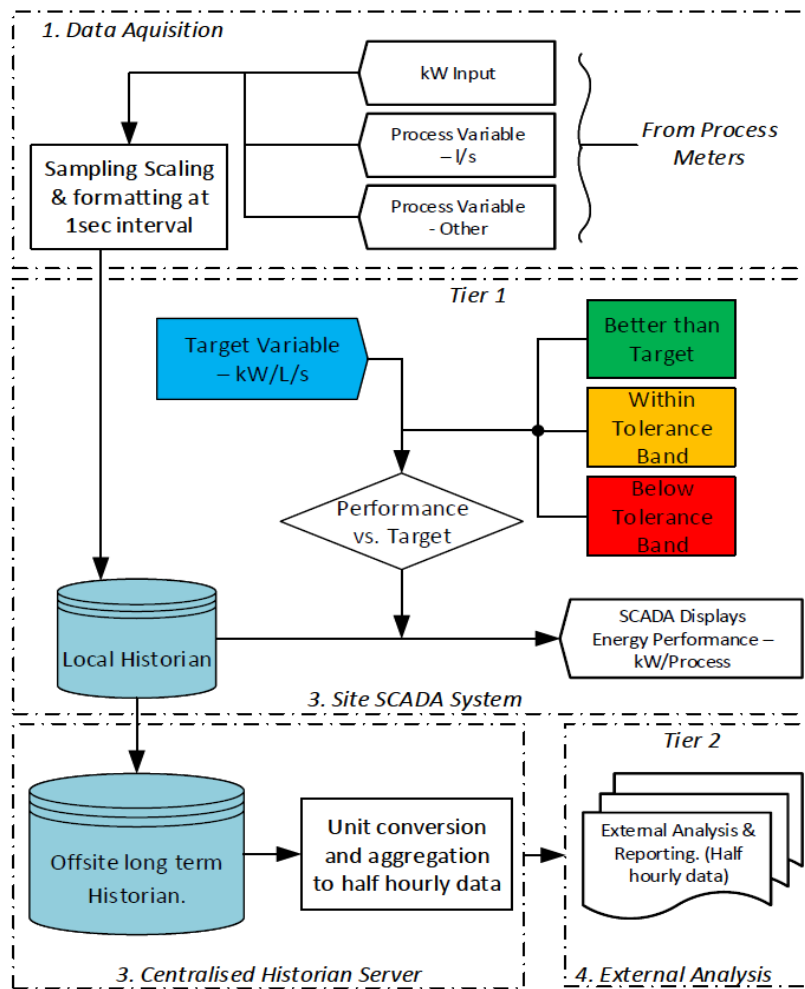 1. Data Aquisition
kW Input
Process Variable
– l/s
Process Variable
- Other
From Process
Meters
Sampling Scaling
& formatting at
1sec interval
Tier 1
Target Variable
– kW/L/s
Better than
Target
Within
Tolerance
Band
Below
Tolerance
Band
Performance
vs. Target
Local Historian
SCADA Displays
Energy Performance –
kW/Process
3. Site SCADA System
Offsite long term
Historian.
Unit conversion
and aggregation
to half hourly data
3. Centralised Historian Server
Tier 2
External Analysis &
Reporting. (Half
hourly data)
4. External Analysis